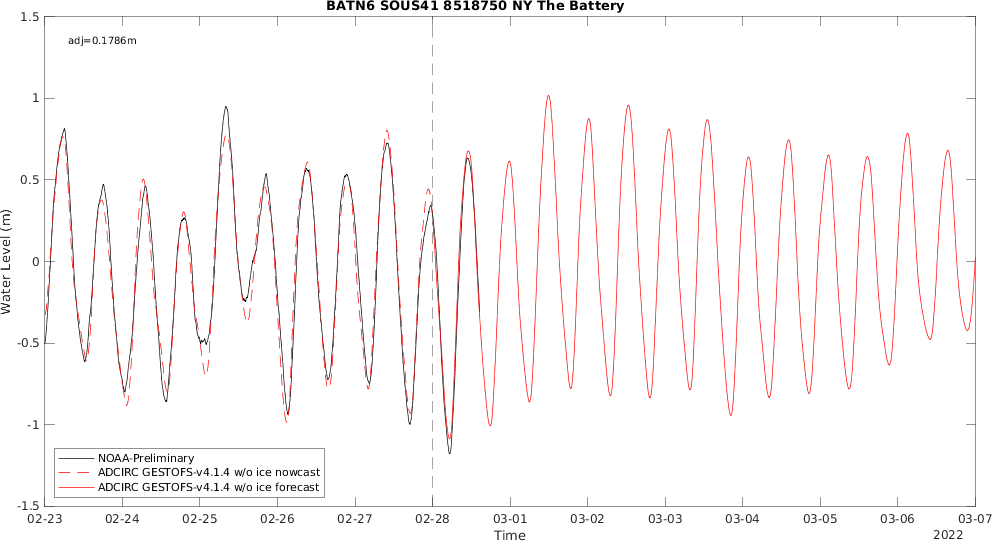 BATN6 SOUS41 8518750 NY The Battery
adj=0.1786m
1.5
1
0.5
0
-0.5
-1
-1.5
Water Level (m)
NOAA-Preliminary
ADCIRC GESTOFS-v4.1.4 w/o ice nowcast
ADCIRC GESTOFS-v4.1.4 w/o ice forecast
02-23 02-24 02-25 02-26 02-27 02-28 03-01 03-02 03-03 03-04 03-05 03-06 03-07
Time
2022